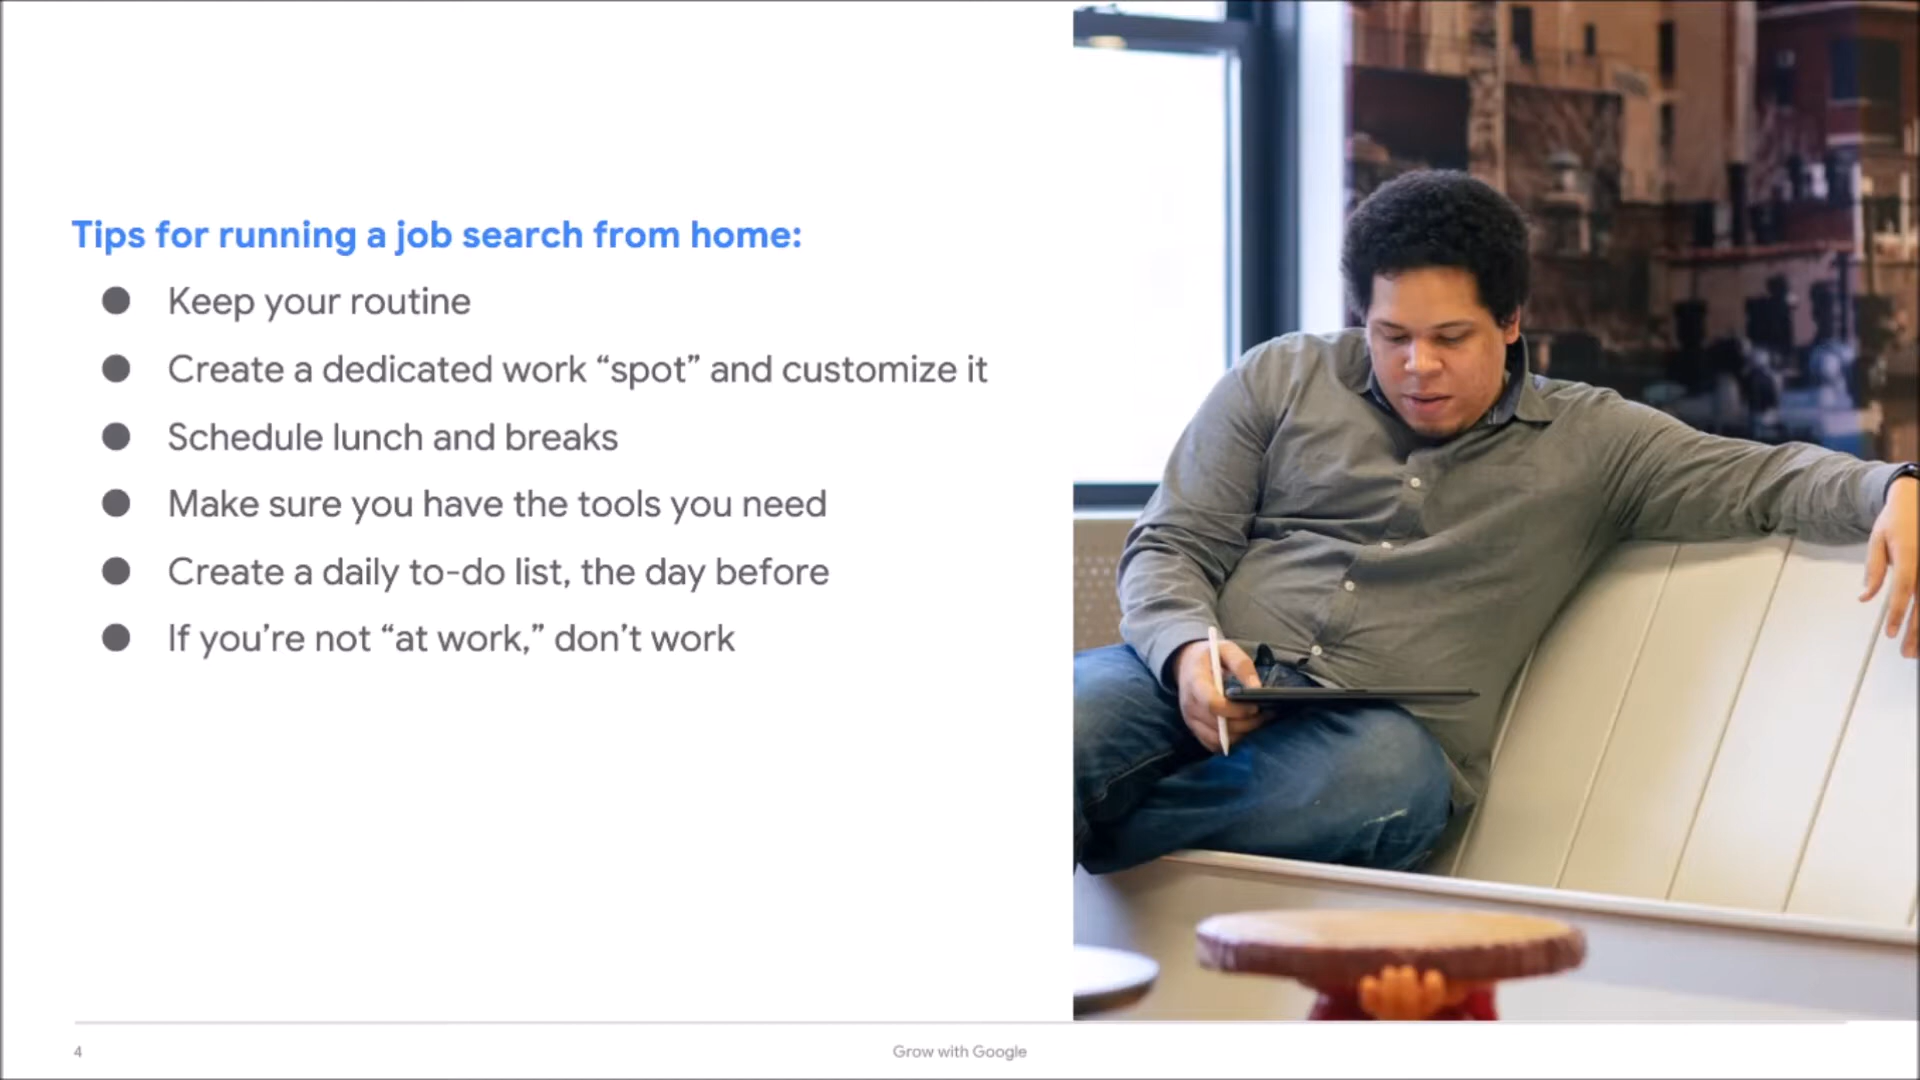 Tips for running a job search from home:
● Keep your routine
● Create a dedicated work “spot” and customize it
● Schedule lunch and breaks
● Make sure you have the tools you need
● Create a daily to-do list, the day before
● If you’re not “at work,” don’t work
4
Grow with Google